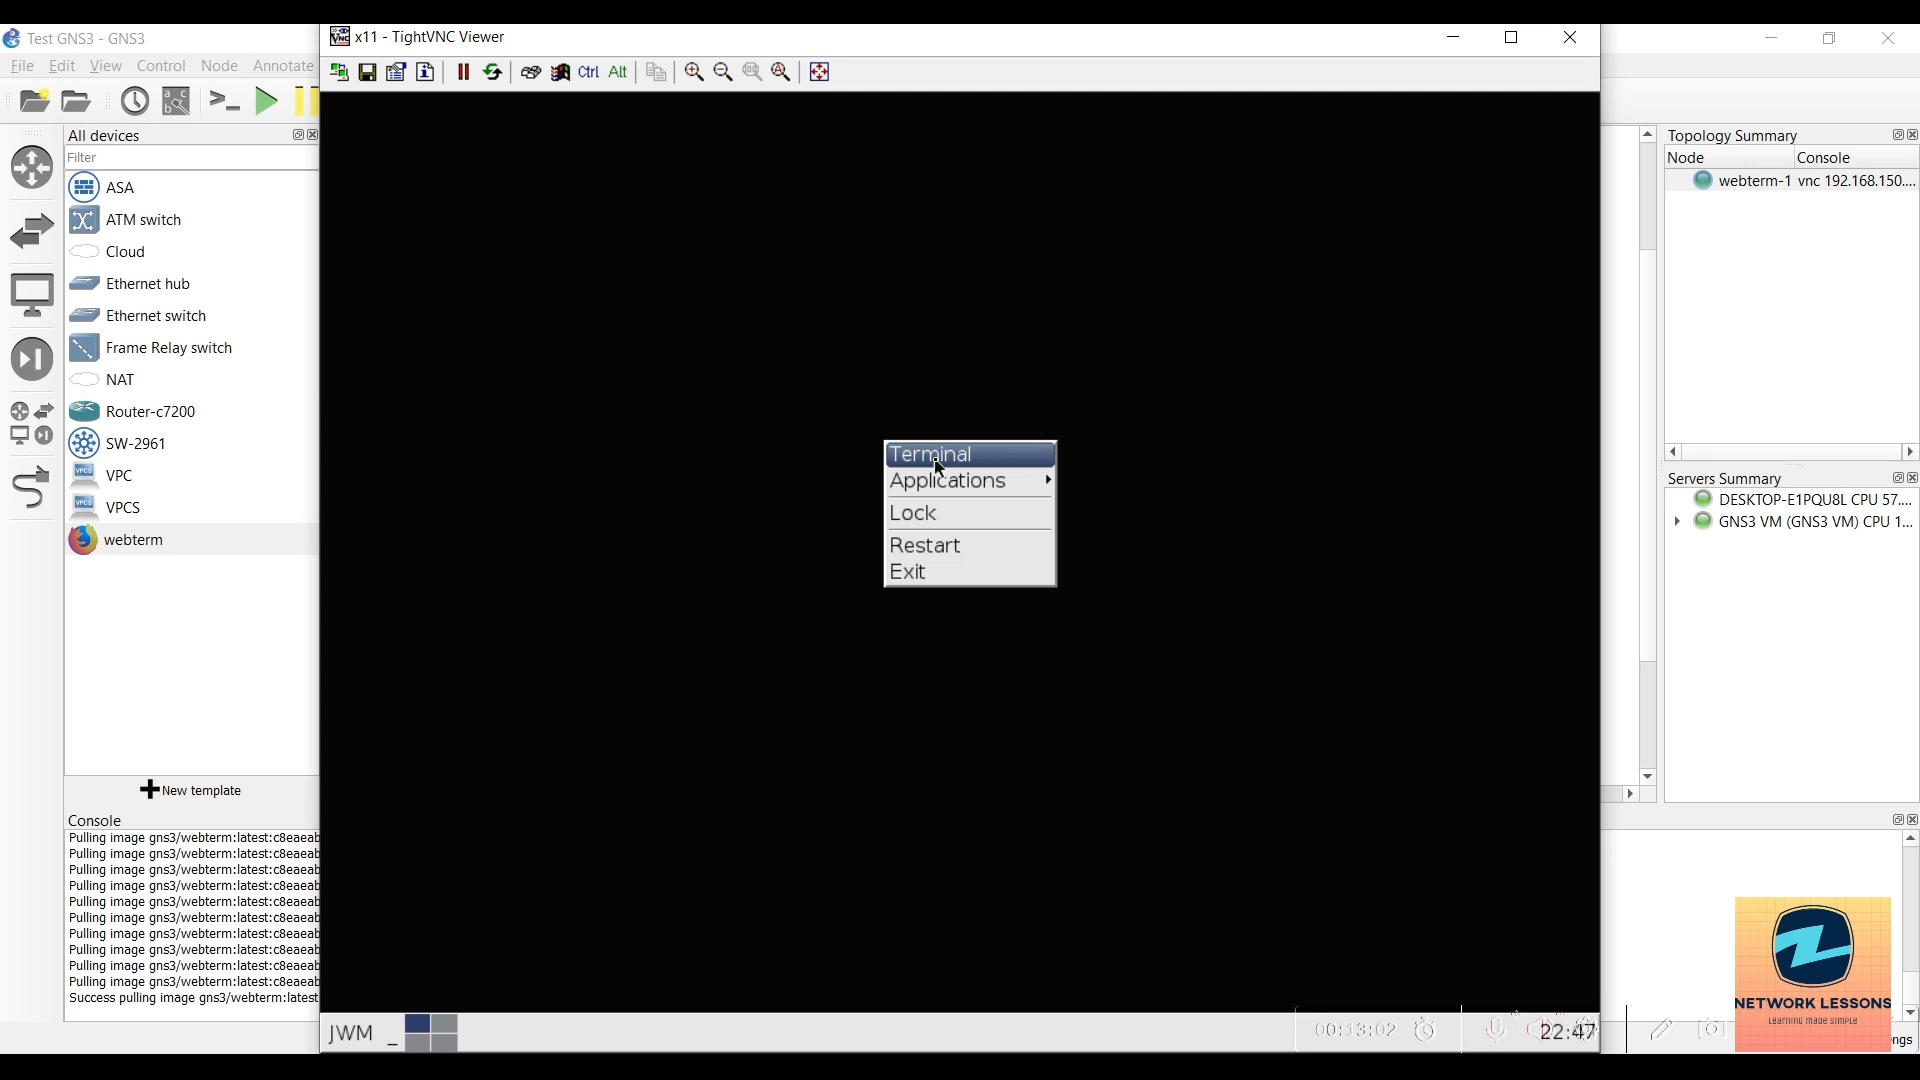 Test GNS3 - GNS3
x11 - TightVNC Viewer
File Edit View Control Node Annotate
Ctrl Alt
All devices
Filter
ASA
ATM switch
Cloud
Ethernet hub
Ethernet switch
Frame Relay switch
NAT
Router-c7200
SW-2961
VPC
VPCS
webterm
New template
Console
Pulling image gns3/webterm:latest:c8eaeab
Pulling image gns3/webterm:latest:c8eaeab
Pulling image gns3/webterm:latest:c8eaeab
Pulling image gns3/webterm:latest:c8eaeab
Pulling image gns3/webterm:latest:c8eaeab
Pulling image gns3/webterm:latest:c8eaeab
Pulling image gns3/webterm:latest:c8eaeab
Pulling image gns3/webterm:latest:c8eaeab
Pulling image gns3/webterm:latest:c8eaeab
Pulling image gns3/webterm:latest:c8eaeab
Success pulling image gns3/webterm:latest
Terminal
Applications
Lock
Restart
Exit
JWM _
00:13:02
22:47
Topology Summary
Node Console
webterm-1 vnc 192.168.150....
Servers Summary
DESKTOP-E1PQU8L CPU 57....
GNS3 VM (GNS3 VM) CPU 1...
NETWORK LESSONS
Learning made simple
ngs